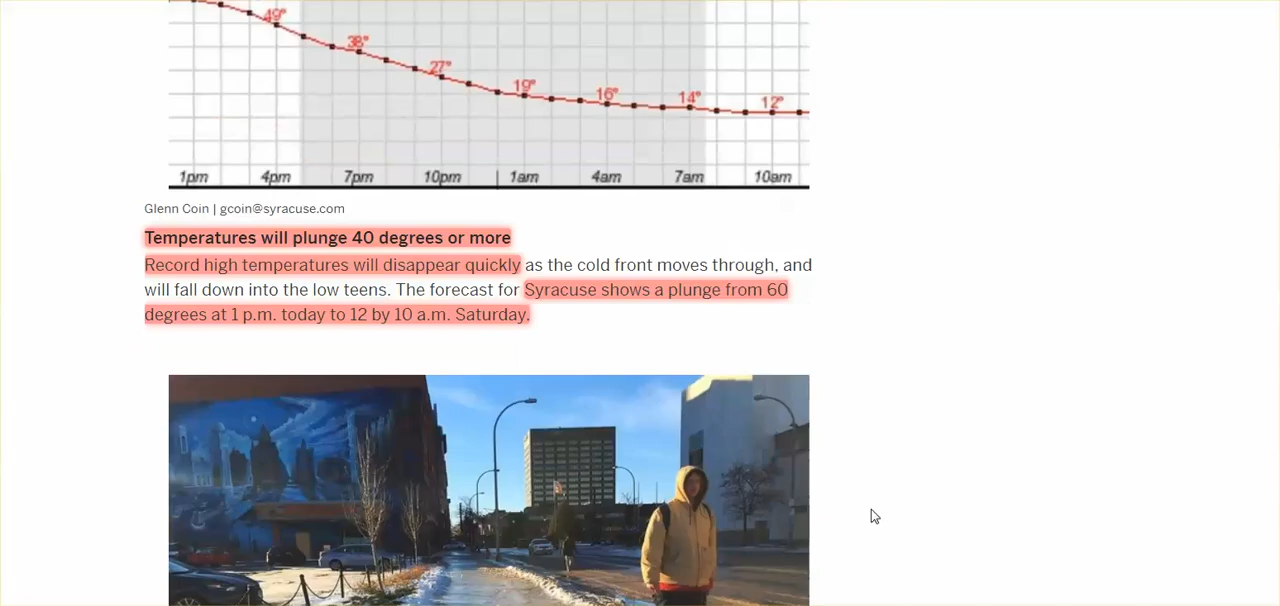 49°
38°
27°
19°
16°
14°
12°
1pm 4pm 7pm 10pm 1am 4am 7am 10am
Glenn Coin | gcoin@syracuse.com
Temperatures will plunge 40 degrees or more
Record high temperatures will disappear quickly as the cold front moves through, and
will fall down into the low teens. The forecast for Syracuse shows a plunge from 60
degrees at 1 p.m. today to 12 by 10 a.m. Saturday.